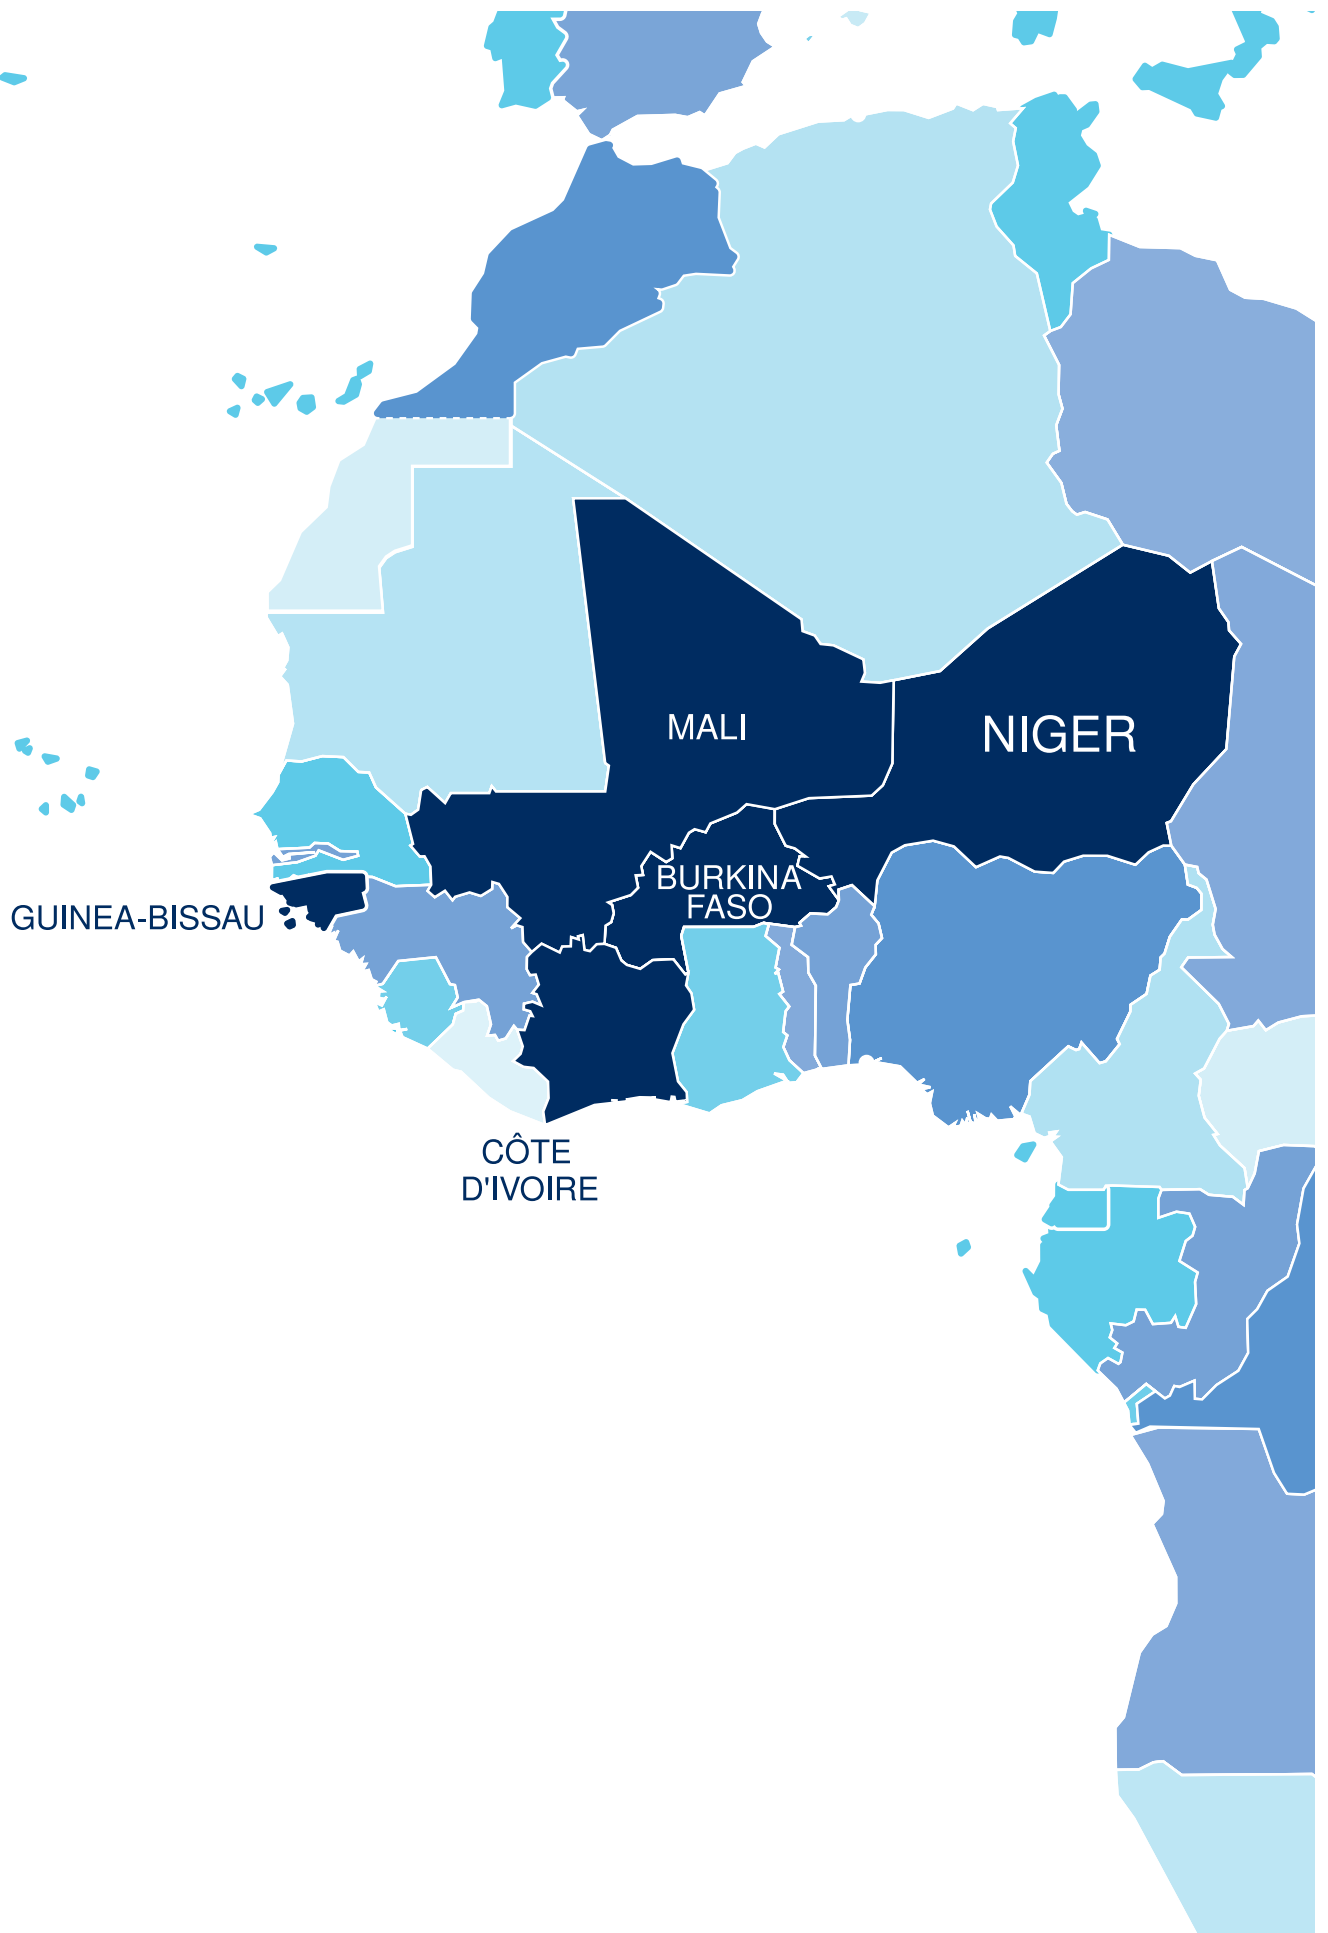 MALI
NIGER
BURKINA
FASO
GUINEA-BISSAU
CÔTE
D'IVOIRE